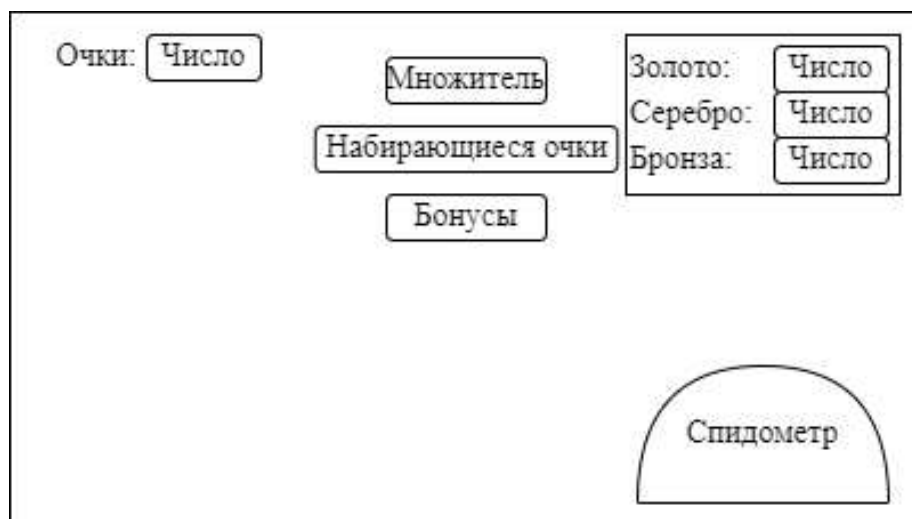 Очки: Число
Множитель
Набирающиеся очки
Бонусы
Золото: Число
Серебро: Число
Бронза: Число
Спидометр